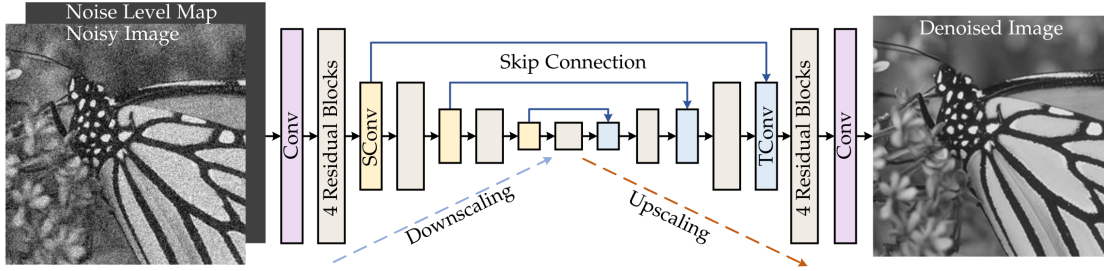 Noise Level Map
Noisy Image
Conv
4 Residual Blocks
SConv
Skip Connection
Downscaling
Upscaling
TConv
4 Residual Blocks
Conv
Denoised Image